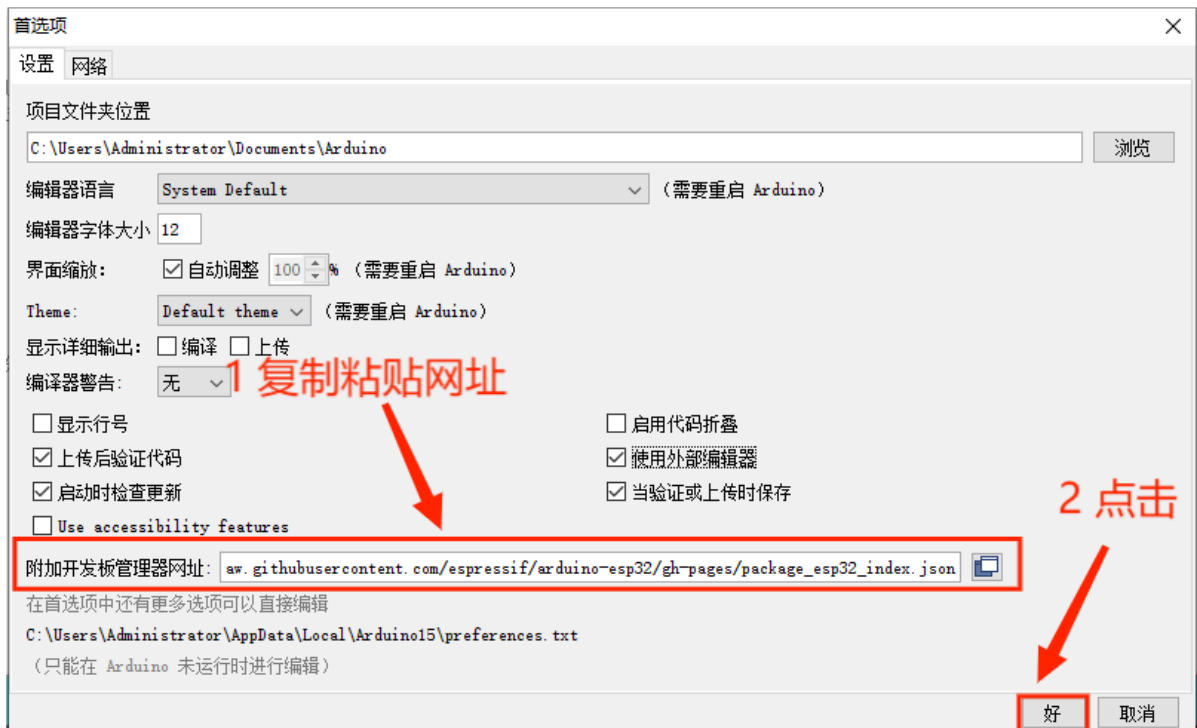 首选项
设置 网络
项目文件夹位置
C:\Users\Administrator\Documents\Arduino 浏览
编辑器语言 System Default （需要重启 Arduino）
编辑器字体大小 12
界面缩放： 自动调整 100 % （需要重启 Arduino）
Theme: Default theme （需要重启 Arduino）
显示详细输出： 编译 上传
编译器警告: 无
1 复制粘贴网址
显示行号 启用代码折叠
上传后验证代码 使用外部编辑器
启动时检查更新 当验证或上传时保存
2 点击
Use accessibility features
附加开发板管理器网址: aw.githubusercontent.com/espressif/arduino-esp32/gh-pages/package_esp32_index.json
在首选项中还有更多选项可以直接编辑
C:\Users\Administrator\AppData\Local\Arduino15\preferences.txt
（只能在 Arduino 未运行时进行编辑）
好 取消